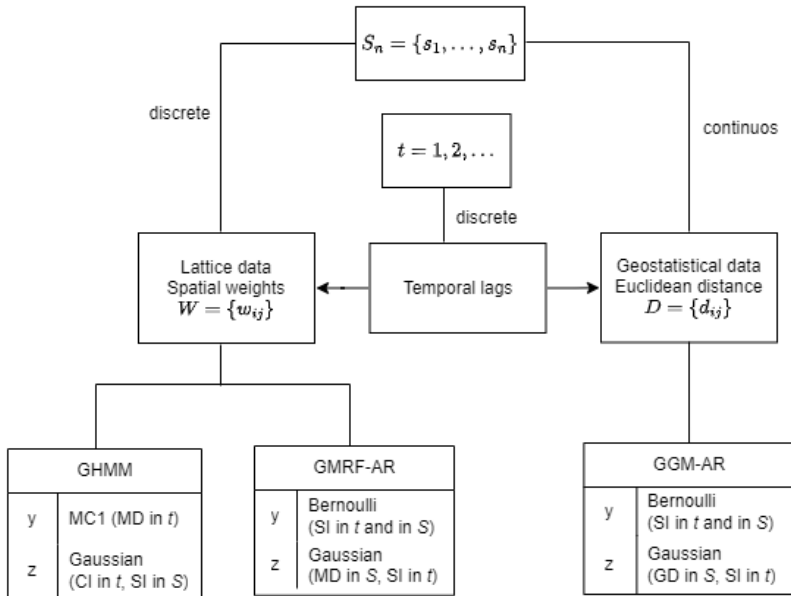 S_n = {s_1, . . . , s_n}
discrete
continuos
t = 1, 2, . . .
discrete
Lattice data
Spatial weights
W = {w_ij}
Temporal lags
Geostatistical data
Euclidean distance
D = {d_ij}
GHMM
y MC1 (MD in t)
z Gaussian
(CI in t, SI in S)
GMRF-AR
y Bernoulli
(SI in t and in S)
z Gaussian
(MD in S, SI in t)
GGM-AR
y Bernoulli
(SI in t and in S)
z Gaussian
(GD in S, SI in t)